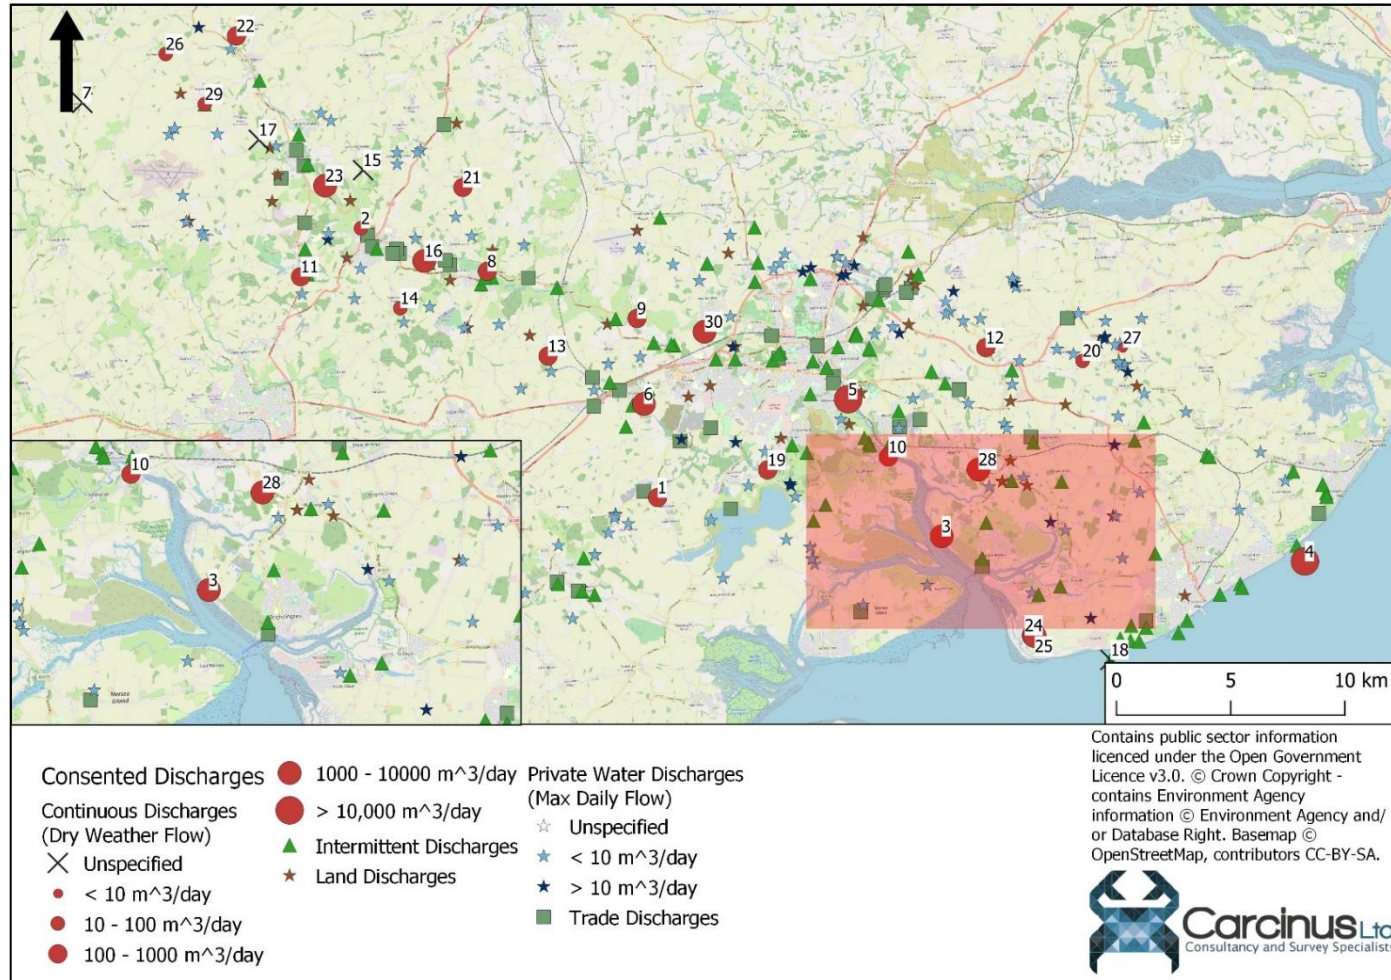 22
26
7
29
17
15
23
21
2
16
8
11
14
9
30
13
12
27
20
6
5
10
28
19
1
3
4
24
25
18
10
28
3
0 5 10 km
Contains public sector information
licenced under the Open Government
Licence v3.0. © Crown Copyright -
contains Environment Agency
information © Environment Agency and/
or Database Right. Basemap ©
OpenStreetMap, contributors CC-BY-SA.
Consented Discharges
Continuous Discharges
(Dry Weather Flow)
Unspecified
< 10 m^3/day
10 - 100 m^3/day
100 - 1000 m^3/day
1000 - 10000 m^3/day
> 10,000 m^3/day
Intermittent Discharges
Land Discharges
Private Water Discharges
(Max Daily Flow)
Unspecified
< 10 m^3/day
> 10 m^3/day
Trade Discharges
Carcinus Ltd
Consultancy and Survey Specialists